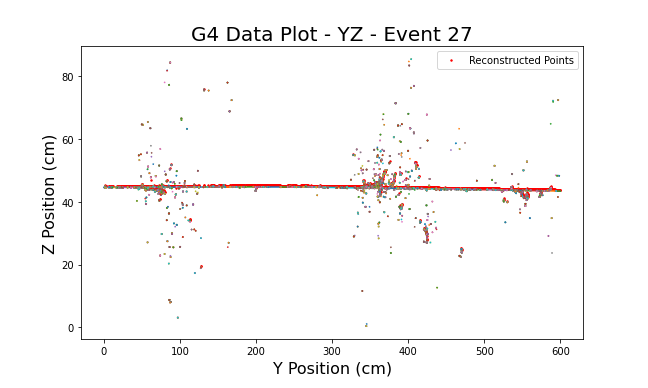 G4 Data Plot - YZ - Event 27
Reconstructed Points
80
60
40
20
0
Z Position (cm)
0 100 200 300 400 500 600
Y Position (cm)